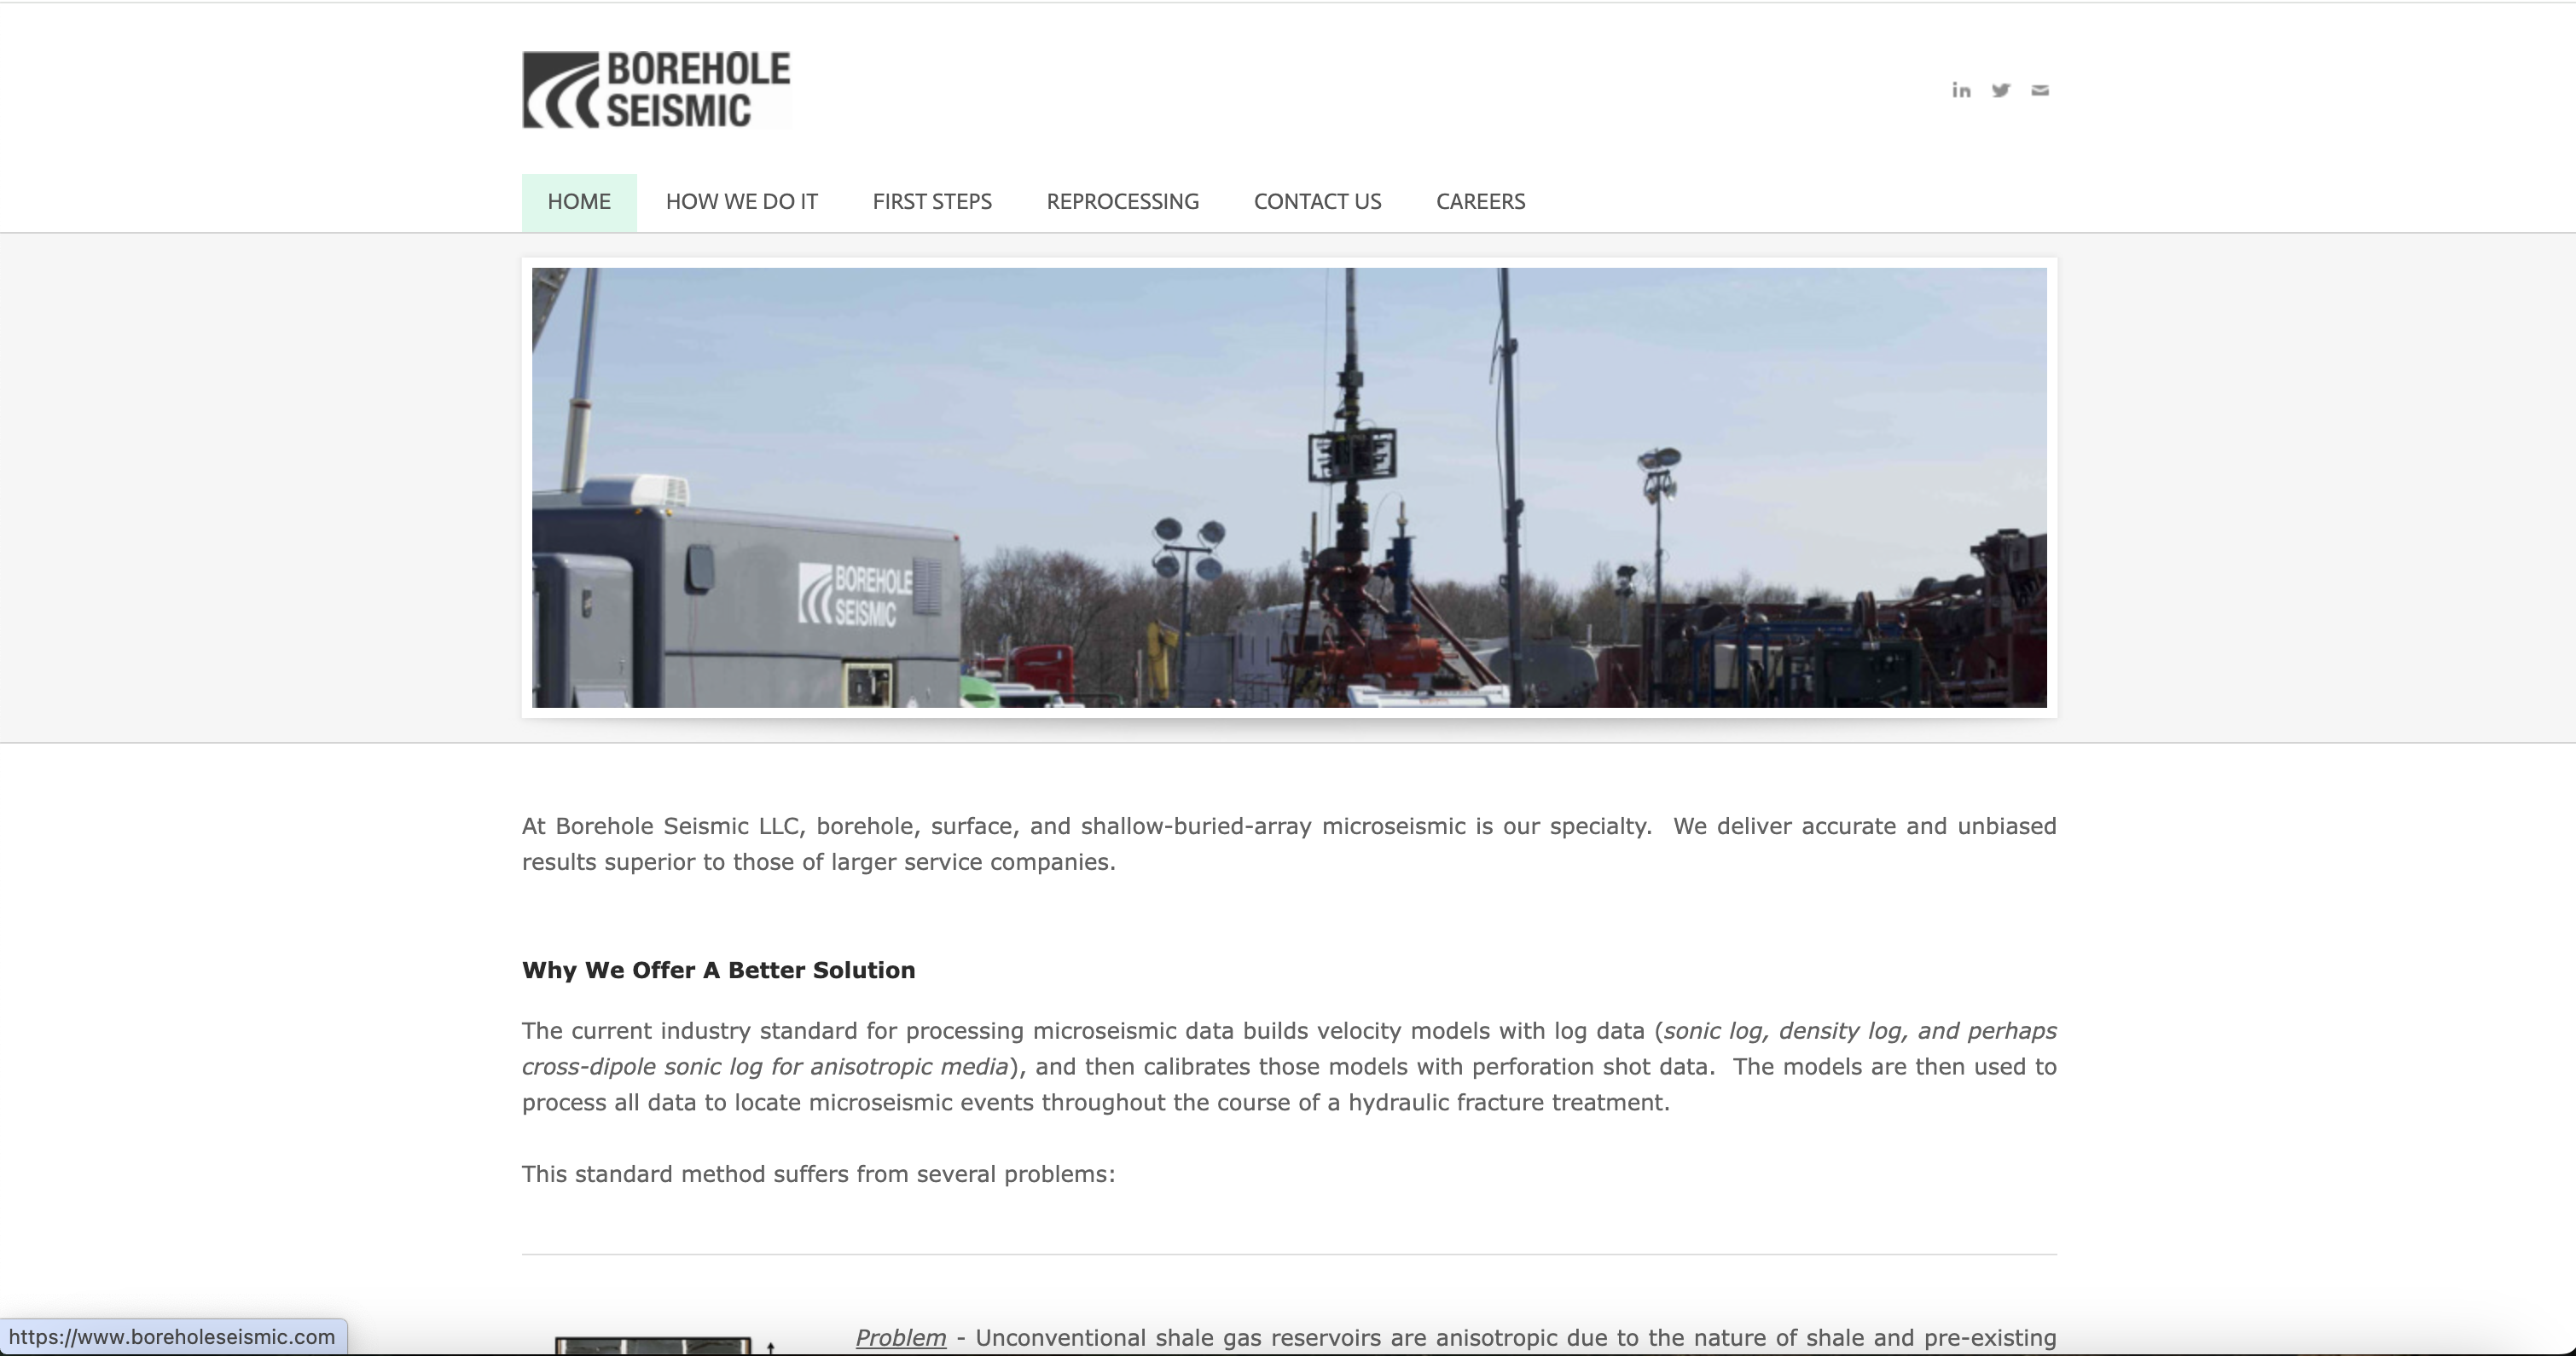 BOREHOLE
SEISMIC
in
HOME HOW WE DO IT FIRST STEPS REPROCESSING CONTACT US CAREERS
BOREHOLE
SEISMIC
At Borehole Seismic LLC, borehole, surface, and shallow-buried-array microseismic is our specialty. We deliver accurate and unbiased
results superior to those of larger service companies.
Why We Offer A Better Solution
The current industry standard for processing microseismic data builds velocity models with log data (sonic log, density log, and perhaps
cross-dipole sonic log for anisotropic media), and then calibrates those models with perforation shot data. The models are then used to
process all data to locate microseismic events throughout the course of a hydraulic fracture treatment.
This standard method suffers from several problems:
Problem - Unconventional shale gas reservoirs are anisotropic due to the nature of shale and pre-existing
https://www.boreholeseismic.com